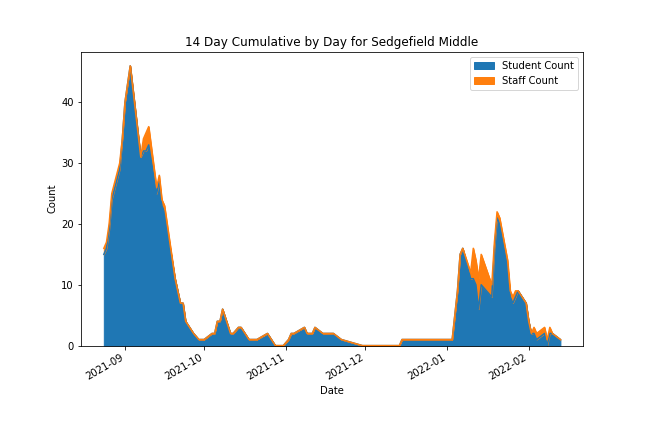 14 Day Cumulative by Day for Sedgefield Middle
Student Count
Staff Count
Count
40
30
20
10
0
2021-09
2021-10
2021-11
2021-12
2022-01
2022-02
Date